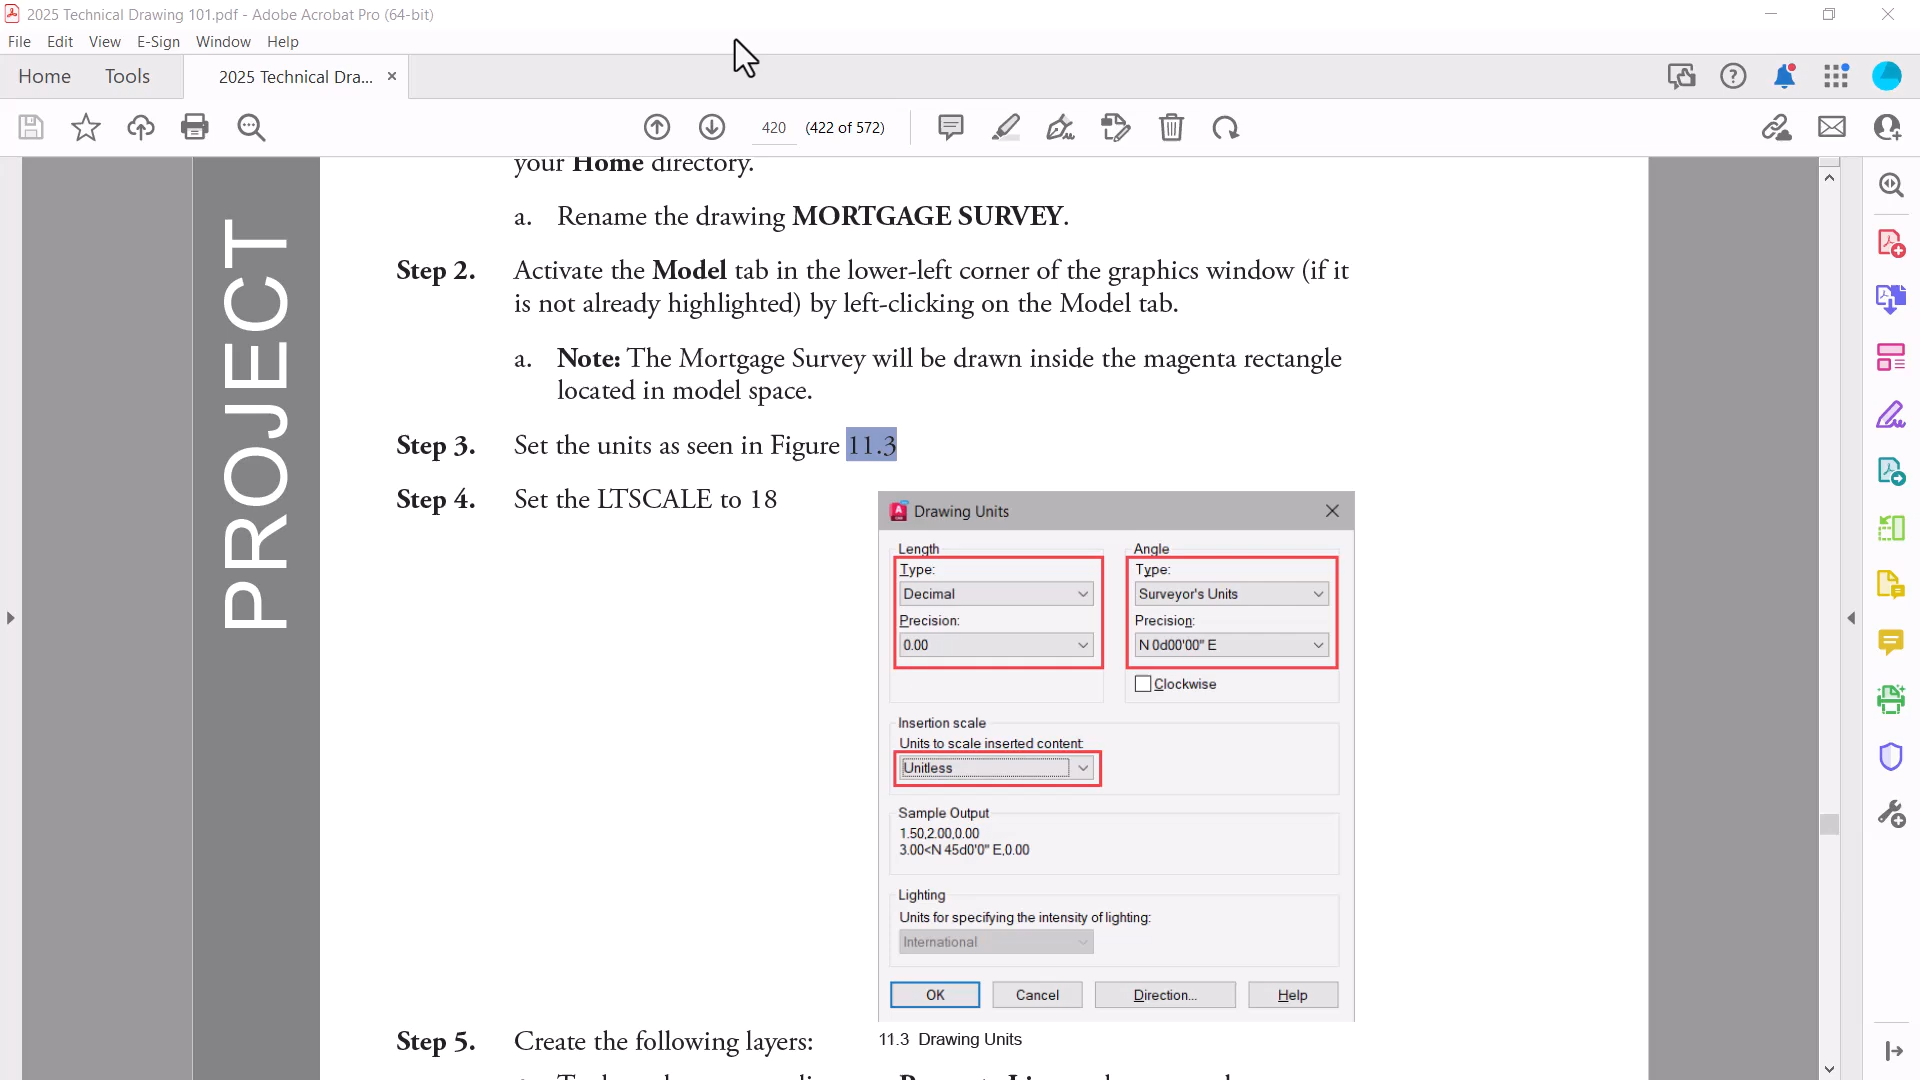 2025 Technical Drawing 101.pdf - Adobe Acrobat Pro (64-bit)
File Edit View E-Sign Window Help
Home Tools 2025 Technical Dra...
420 (422 of 572)
your Home directory.
a. Rename the drawing MORTGAGE SURVEY.
Step 2. Activate the Model tab in the lower-left corner of the graphics window (if it
is not already highlighted) by left-clicking on the Model tab.
a. Note: The Mortgage Survey will be drawn inside the magenta rectangle
located in model space.
Step 3. Set the units as seen in Figure 11.3
Step 4. Set the LTSCALE to 18
PROJECT
Drawing Units
Length
Type:
Decimal
Precision:
0.00
Angle
Type:
Surveyor's Units
Precision:
N 0d00'00" E
Clockwise
Insertion scale
Units to scale inserted content:
Unitless
Sample Output
1.50,2.00,0.00
3.00<N 45d0'0" E,0.00
Lighting
Units for specifying the intensity of lighting:
International
OK Cancel Direction... Help
11.3 Drawing Units
Step 5. Create the following layers: